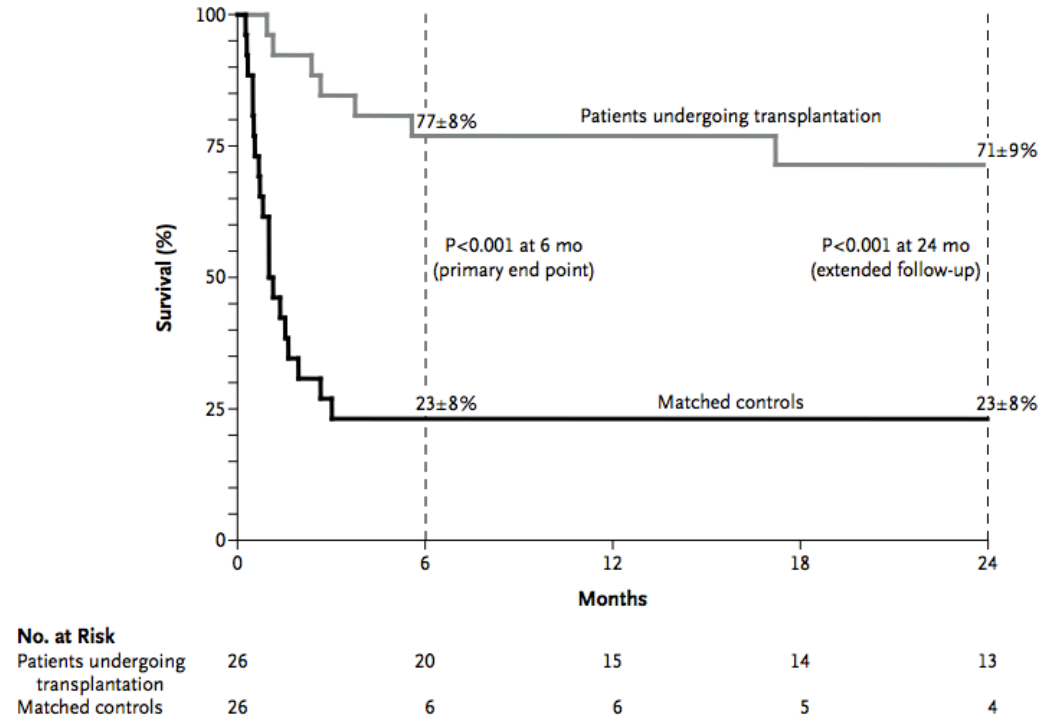 100
75
50
25
0
Survival (%)
77±8%
Patients undergoing transplantation
71±9%
P<0.001 at 6 mo
(primary end point)
P<0.001 at 24 mo
(extended follow-up)
23±8%
Matched controls
23±8%
0 6 12 18 24
Months
No. at Risk
Patients undergoing
transplantation
26 20 15 14 13
Matched controls 26 6 6 5 4